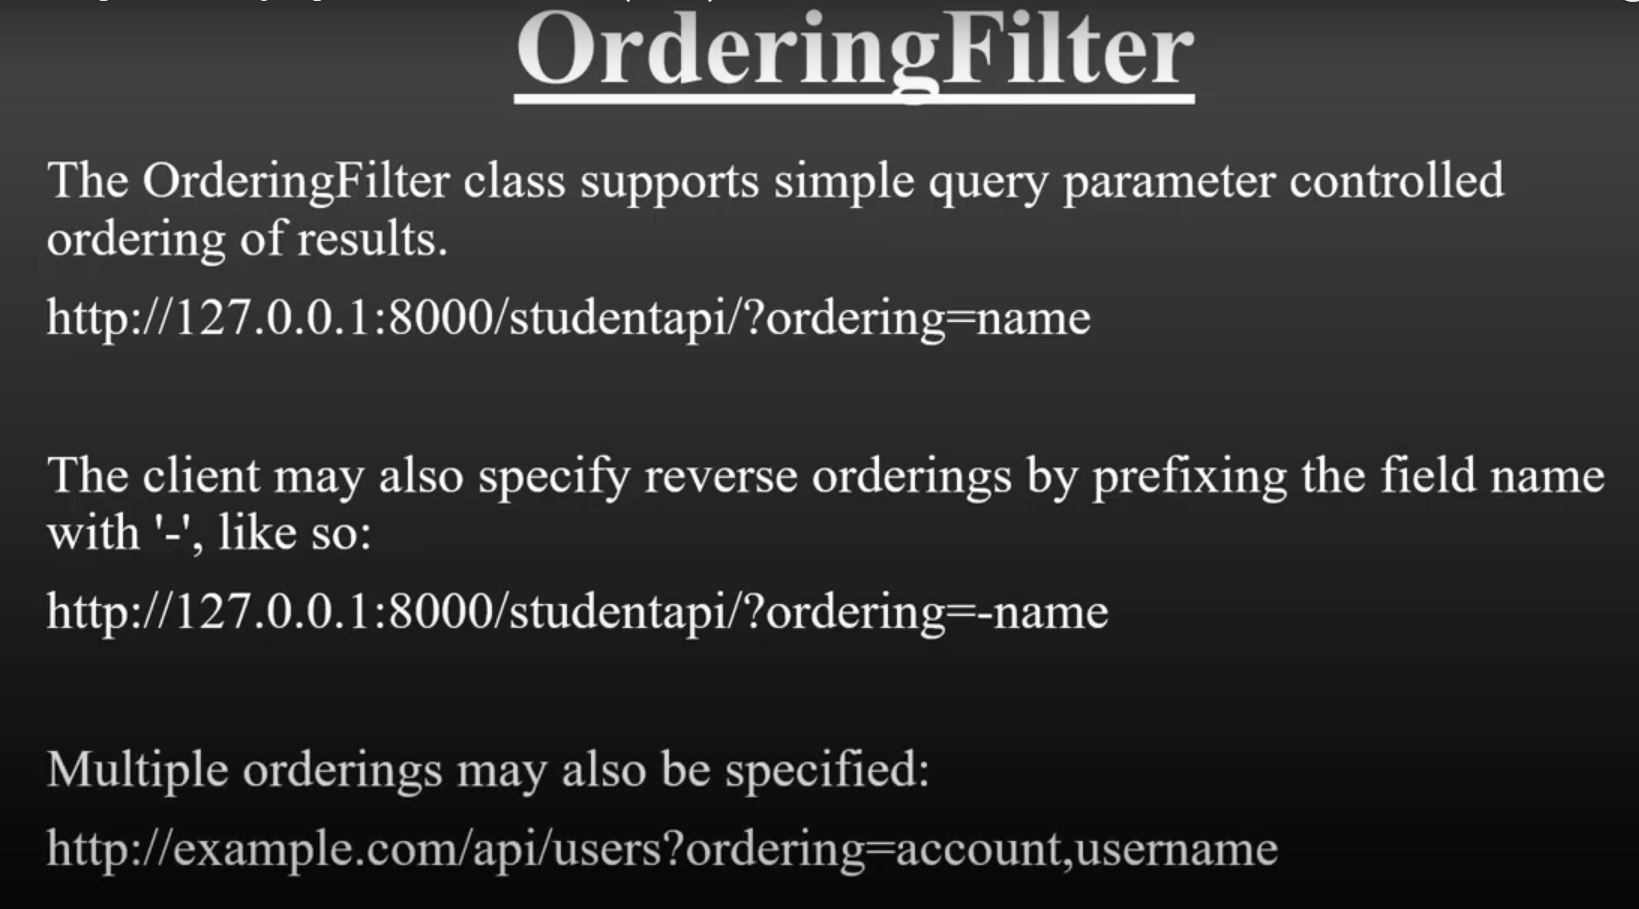 OrderingFilter
The OrderingFilter class supports simple query parameter controlled
ordering of results.
http://127.0.0.1:8000/studentapi/?ordering=name
The client may also specify reverse orderings by prefixing the field name
with '-', like so:
http://127.0.0.1:8000/studentapi/?ordering=-name
Multiple orderings may also be specified:
http://example.com/api/users?ordering=account,username